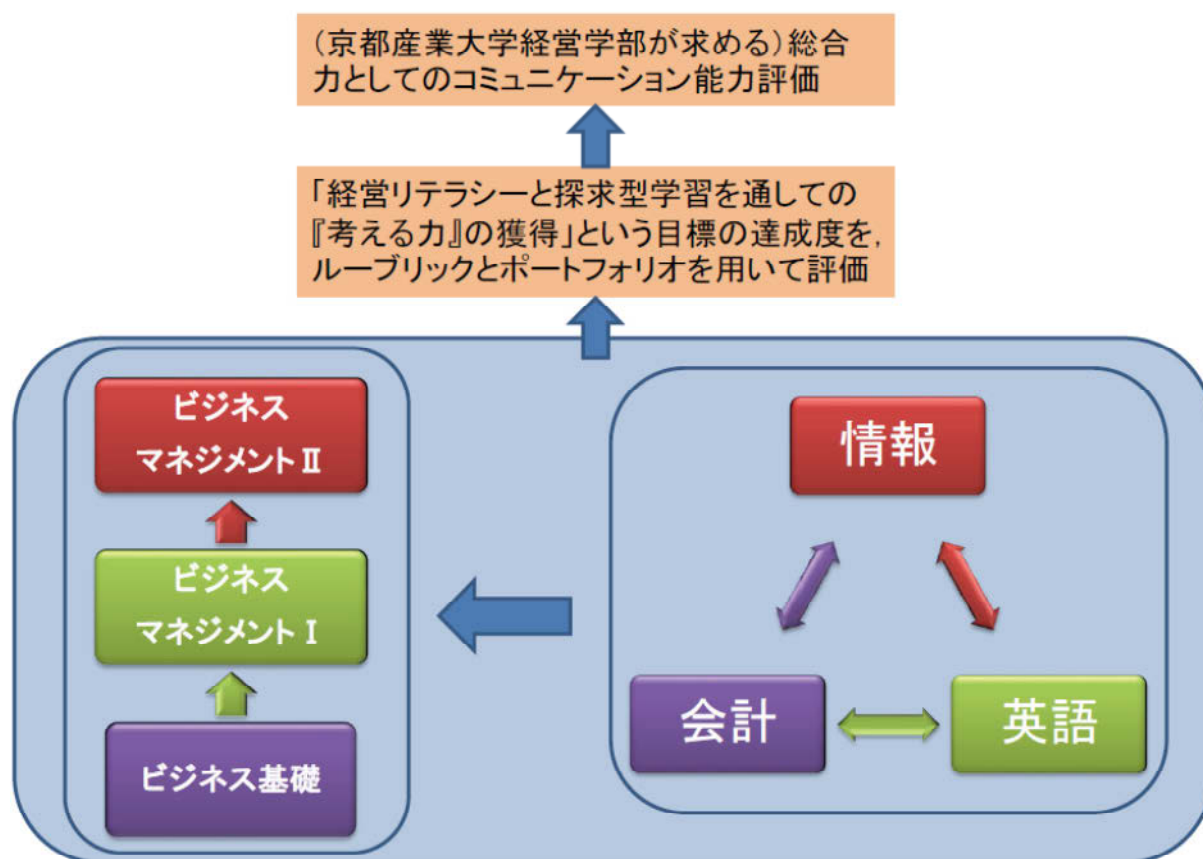 （京都産業大学経営学部が求める）総合
力としてのコミュニケーション能力評価
「経営リテラシーと探求型学習を通しての
『考える力』の獲得」という目標の達成度を,
ルーブリックとポートフォリオを用いて評価
ビジネス
マネジメントⅡ
ビジネス
マネジメントⅠ
ビジネス基礎
情報
会計
英語